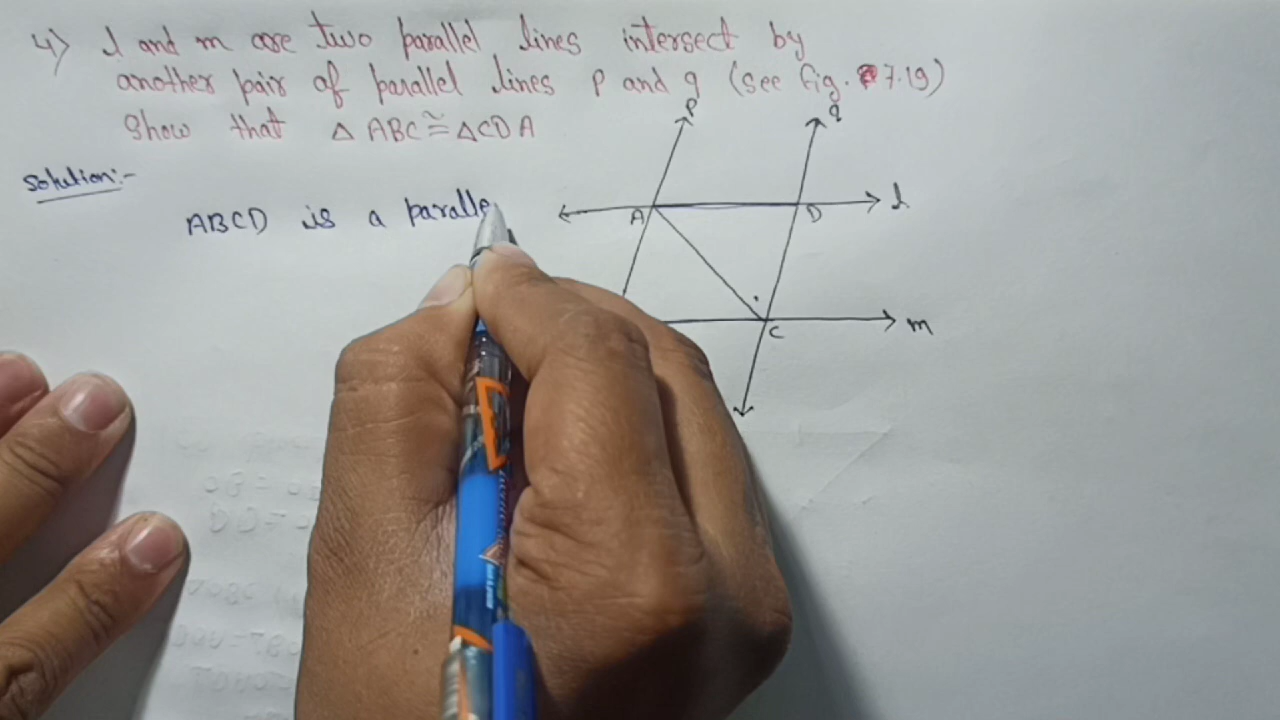 4) l and m are two parallel lines intersect by
another pair of parallel lines p and q (see fig. 7.19)
Show that △ ABC ≅ △CDA
Solution:-
ABCD is a paralle
p
q
A
D
l
C
m